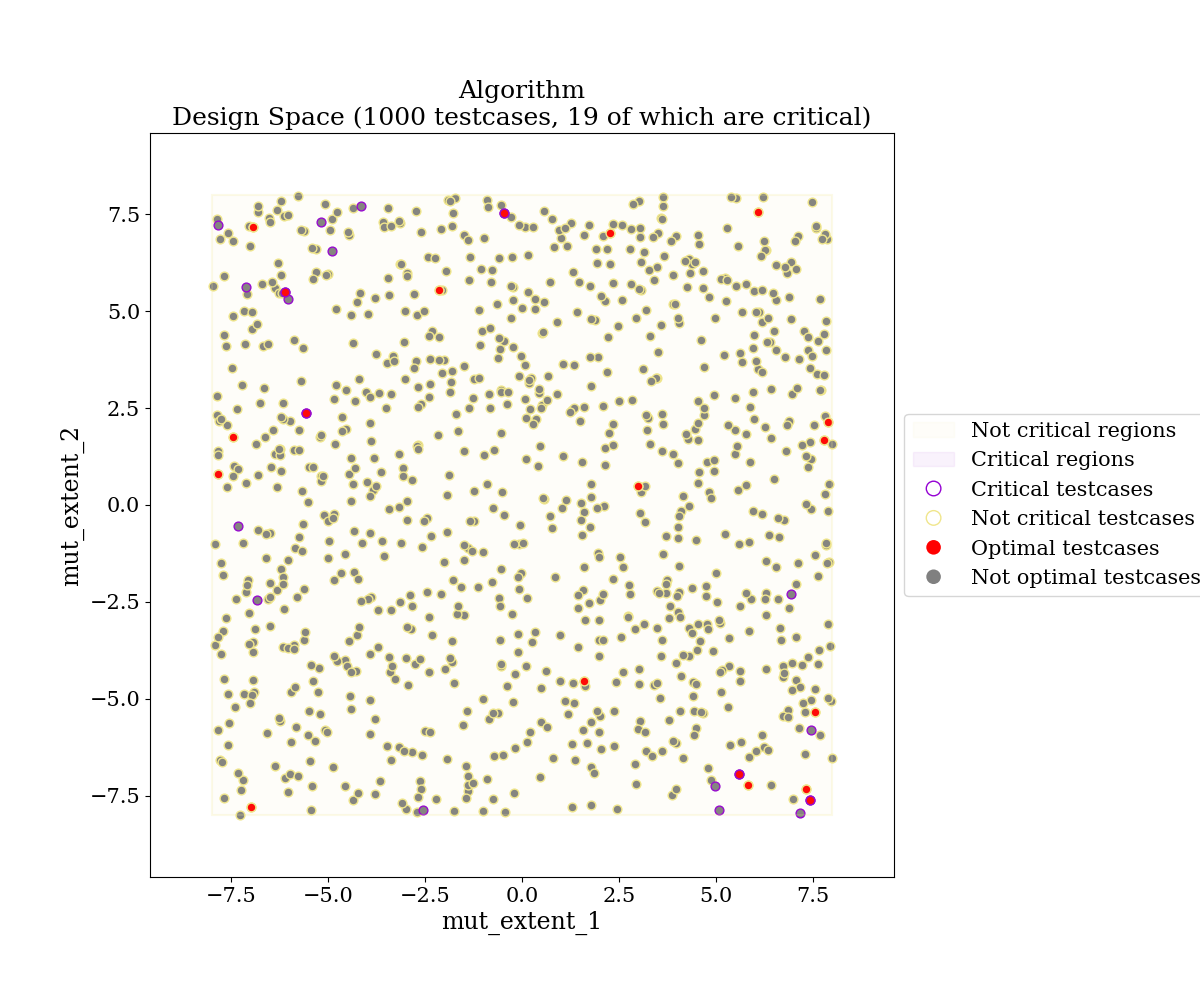 Algorithm
Design Space (1000 testcases, 19 of which are critical)
mut_extent_2
7.5
5.0
2.5
0.0
−2.5
−5.0
−7.5
−7.5
−5.0
−2.5
0.0
2.5
5.0
7.5
mut_extent_1
Not critical regions
Critical regions
Critical testcases
Not critical testcases
Optimal testcases
Not optimal testcases